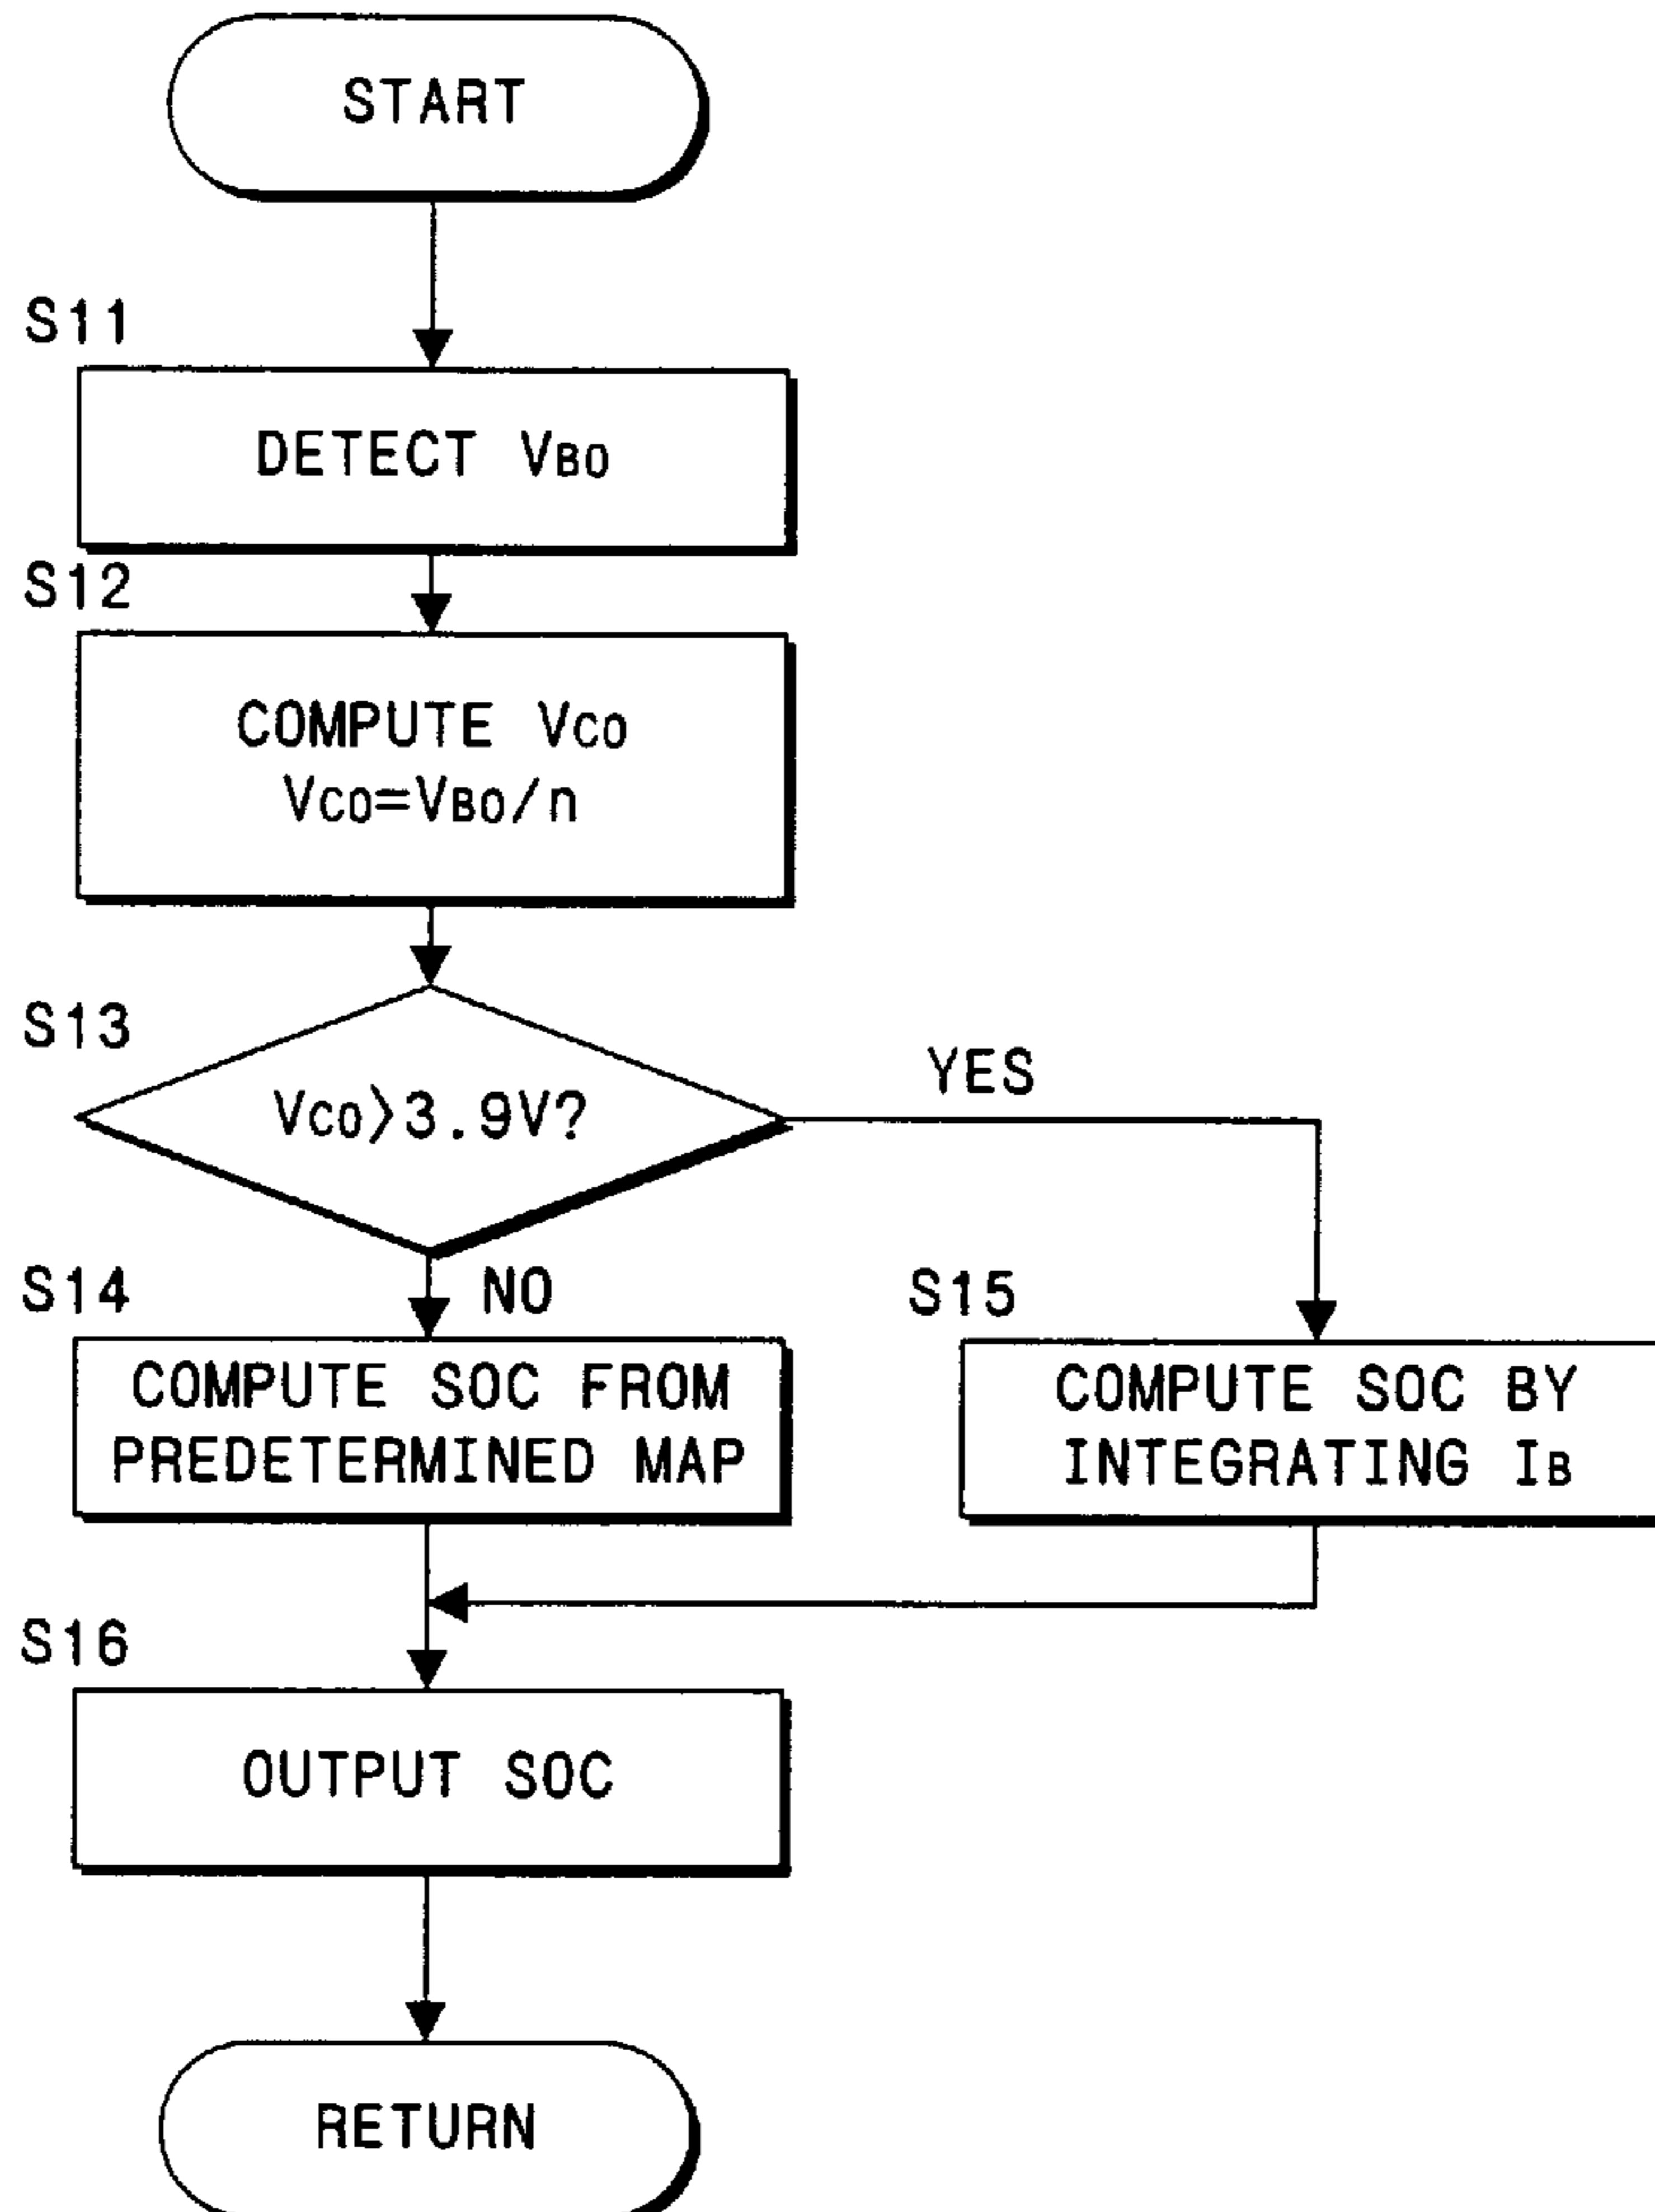 START
S11
DETECT VBO
S12
COMPUTE VCO
VCO=VBO/n
S13
VCO>3.9V?
YES
NO
S14
COMPUTE SOC FROM
PREDETERMINED MAP
S15
COMPUTE SOC BY
INTEGRATING IB
S16
OUTPUT SOC
RETURN